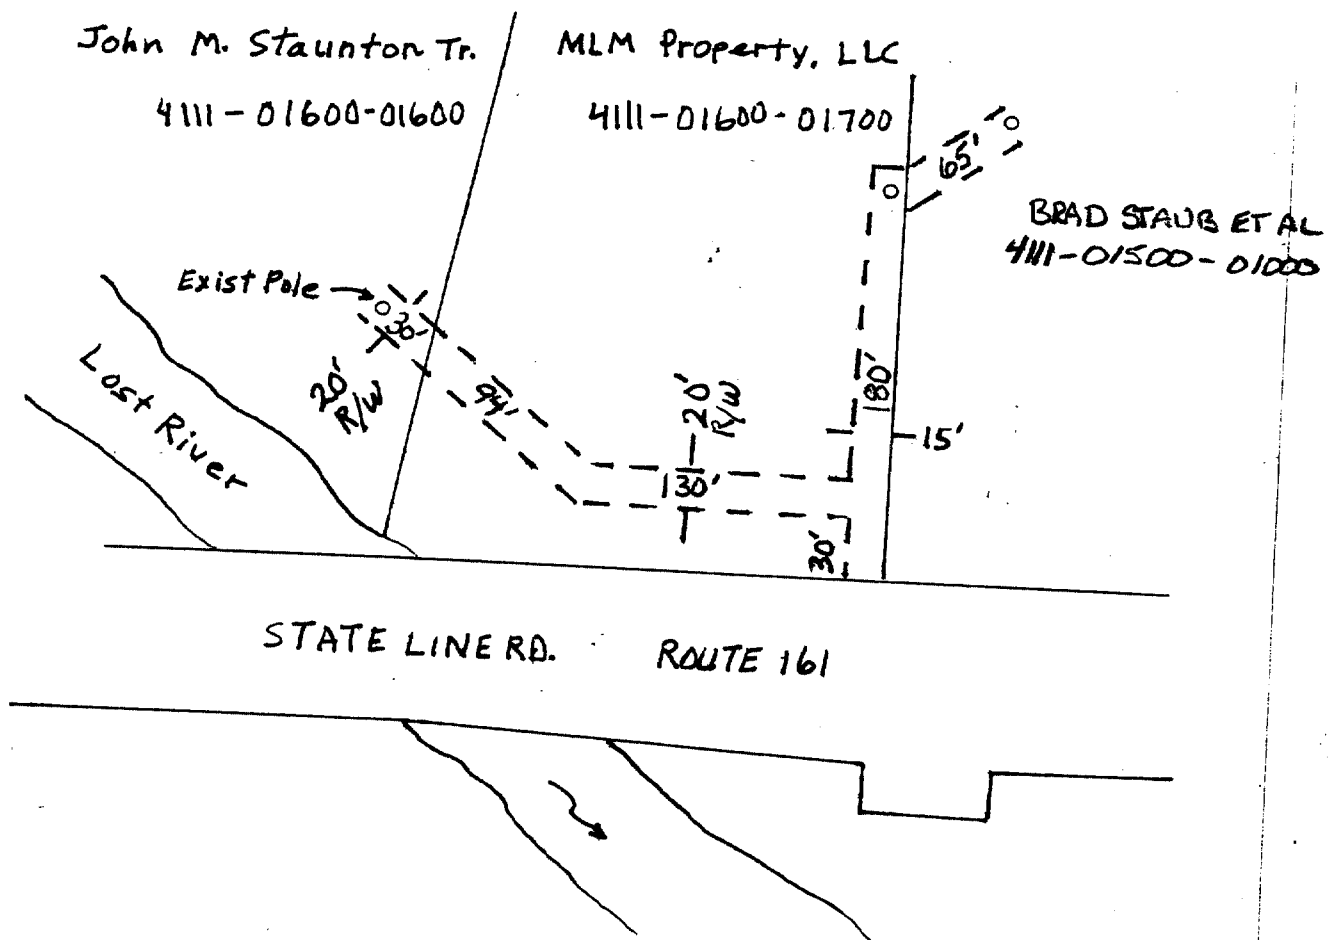 John M. Staunton Tr.
4111-01600-01600
MLM Property, LLC
4111-01600-01700
65'
BRAD STAUB ET AL
4111-01500-01000
Exist Pole
30'
20'
R/W
94'
20'
R/W
130'
180'
15'
30'
Lost River
STATE LINE RD. ROUTE 161